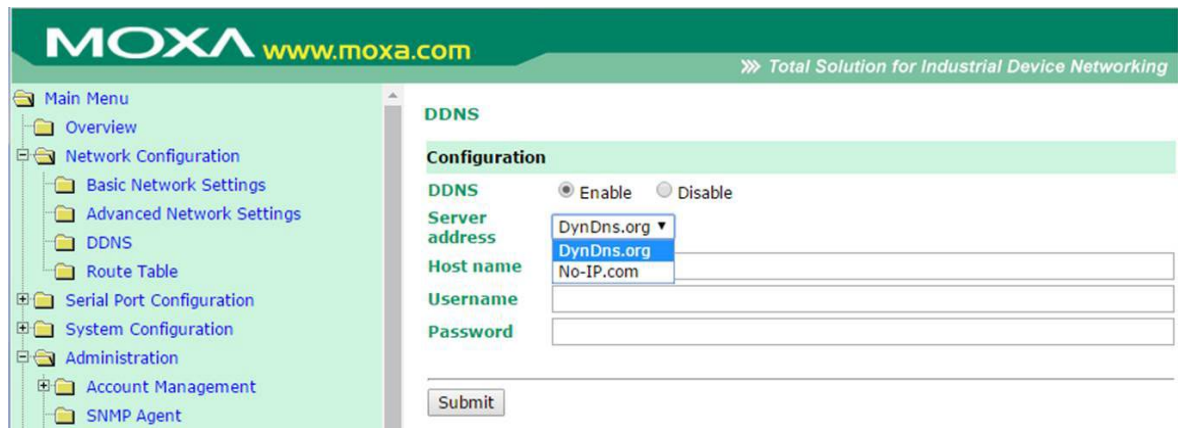 MOXA www.moxa.com
Total Solution for Industrial Device Networking
Main Menu
Overview
Network Configuration
Basic Network Settings
Advanced Network Settings
DDNS
Route Table
Serial Port Configuration
System Configuration
Administration
Account Management
SNMP Agent
DDNS
Configuration
DDNS Enable Disable
Server address DynDns.org
DynDns.org
No-IP.com
Host name
Username
Password
Submit